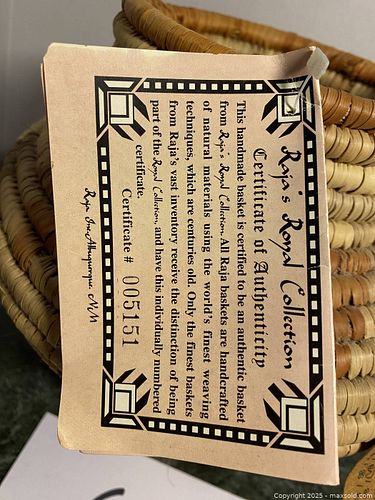 Raja's Royal Collection
Certificate of Authenticity
This handmade basket is certified to be an authentic basket
from Raja's Royal Collection. All Raja baskets are handcrafted
of natural materials using the world's finest weaving
techniques, which are centuries old. Only the finest baskets
from Raja's vast inventory receive the distinction of being
part of the Royal Collection, and have this individually numbered
certificate.
Certificate # 005151
Raja Inc Albuquerque, NM
Copyright 2025 - maxsold.com